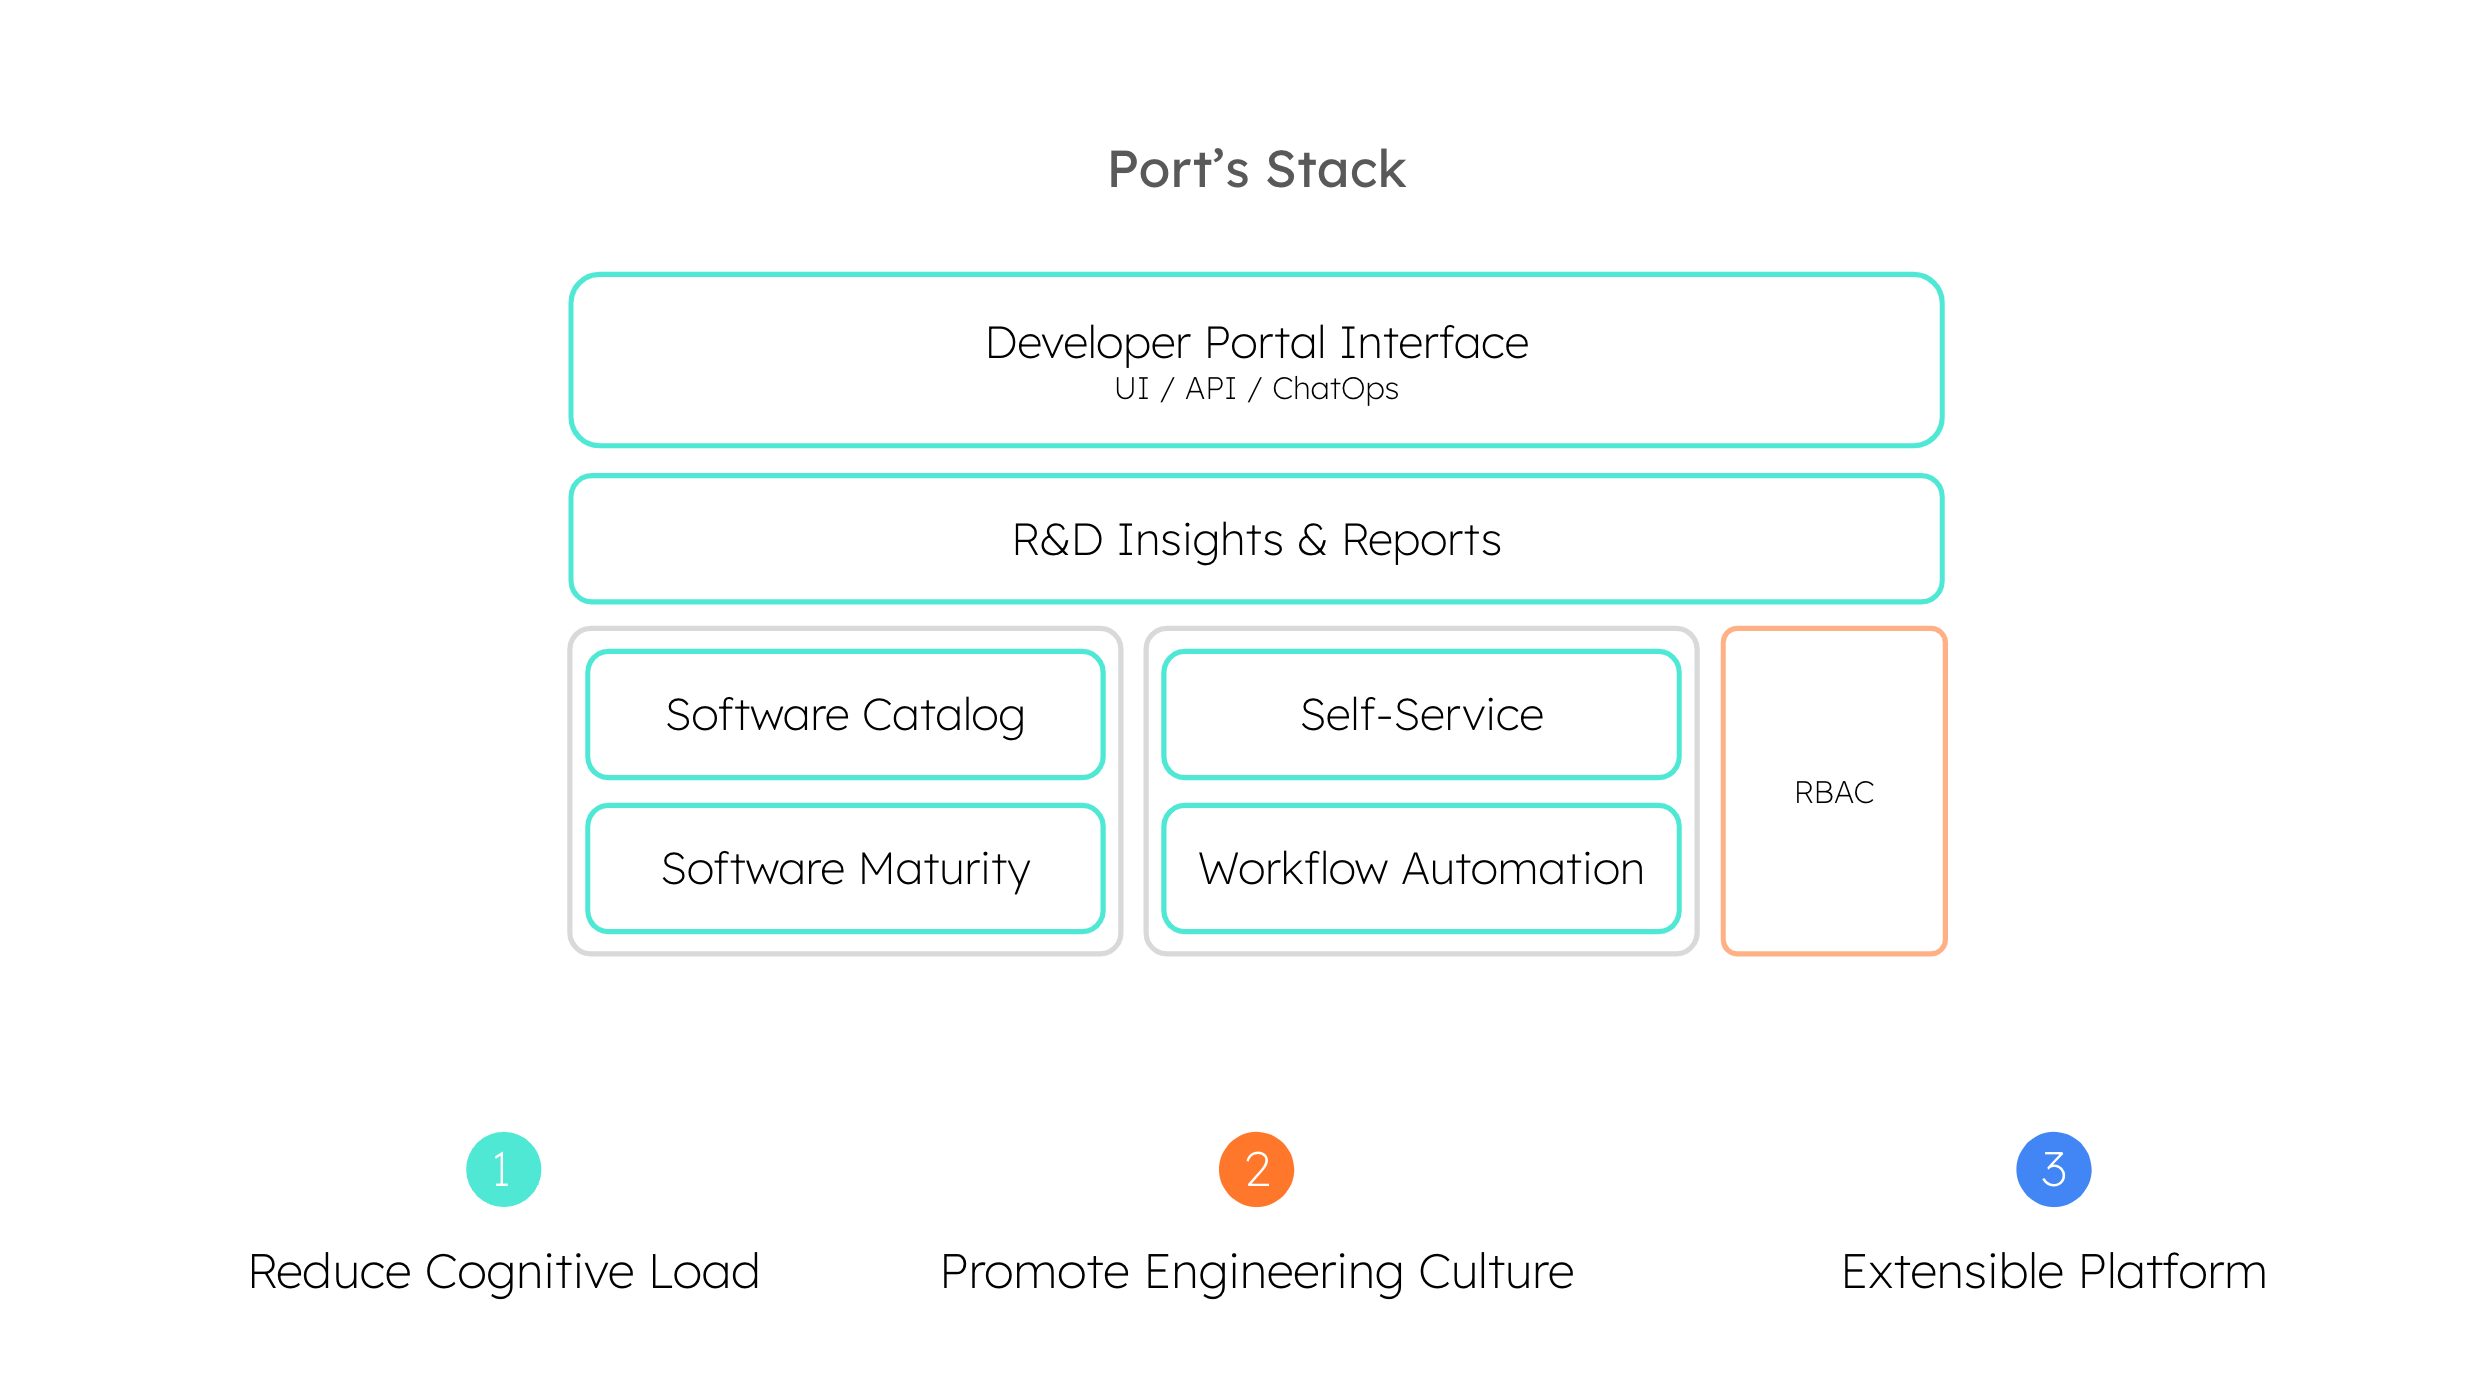 Port’s Stack
Developer Portal Interface
UI / API / ChatOps
R&D Insights & Reports
Software Catalog
Software Maturity
Self-Service
Workflow Automation
RBAC
1
Reduce Cognitive Load
2
Promote Engineering Culture
3
Extensible Platform